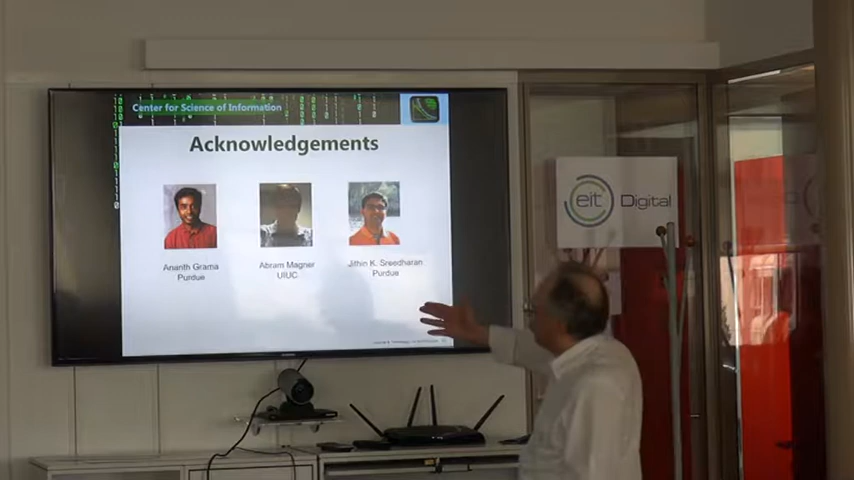 Center for Science of Information
Acknowledgements
Ananth Grama
Purdue
Abram Magner
UIUC
Jithin K. Sreedharan
Purdue
eit Digital